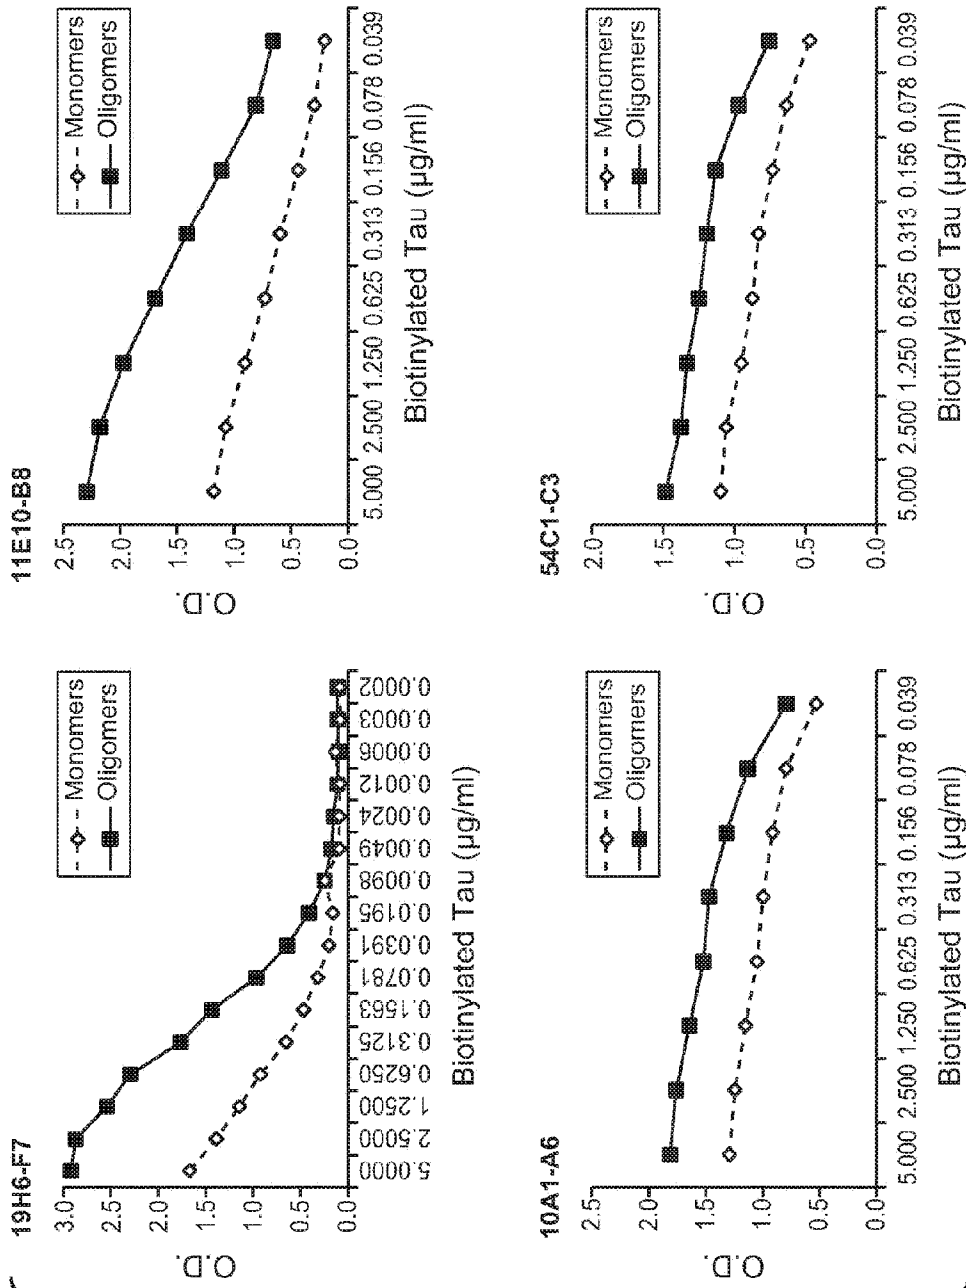 19H6-F7
O.D.
3.0
2.5
2.0
1.5
1.0
0.5
0.0
Monomers
Oligomers
5.0000 2.5000 1.2500 0.6250 0.3125 0.1563 0.0781 0.0391 0.0195 0.0098 0.0049 0.0024 0.0012 0.0006 0.0003 0.0002
Biotinylated Tau (µg/ml)
11E10-B8
O.D.
2.5
2.0
1.5
1.0
0.5
0.0
Monomers
Oligomers
5.000 2.500 1.250 0.625 0.313 0.156 0.078 0.039
Biotinylated Tau (µg/ml)
10A1-A6
O.D.
2.5
2.0
1.5
1.0
0.5
0.0
Monomers
Oligomers
5.000 2.500 1.250 0.625 0.313 0.156 0.078 0.039
Biotinylated Tau (µg/ml)
54C1-C3
O.D.
2.0
1.5
1.0
0.5
0.0
Monomers
Oligomers
5.000 2.500 1.250 0.625 0.313 0.156 0.078 0.039
Biotinylated Tau (µg/ml)